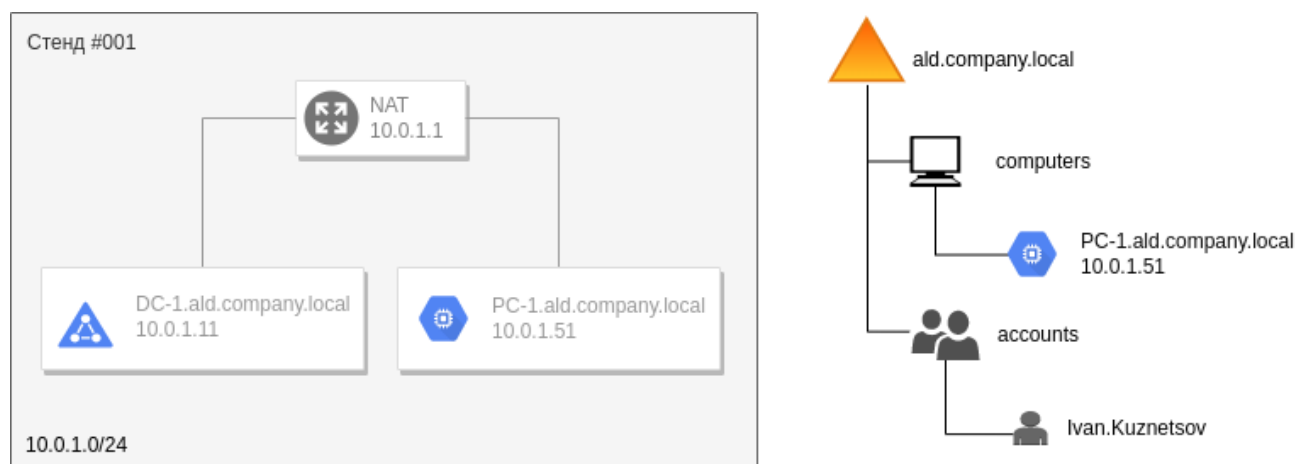 Стенд #001
NAT
10.0.1.1
DC-1.ald.company.local
10.0.1.11
PC-1.ald.company.local
10.0.1.51
10.0.1.0/24
ald.company.local
computers
PC-1.ald.company.local
10.0.1.51
accounts
Ivan.Kuznetsov